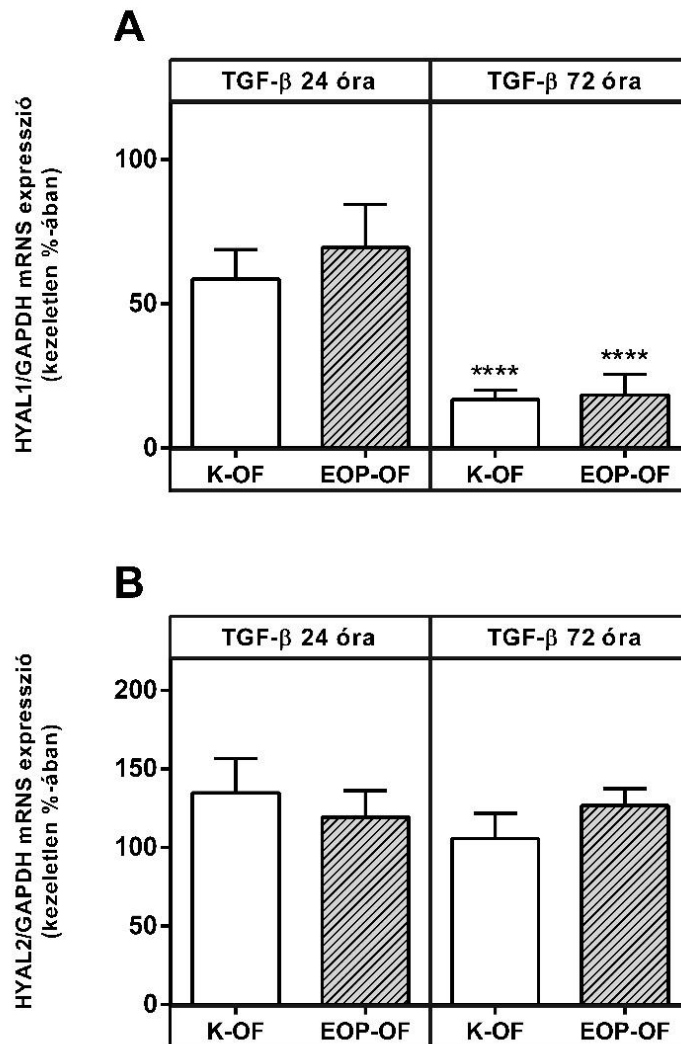 A
TGF-β 24 óra
TGF-β 72 óra
HYAL1/GAPDH mRNS expresszió
(kezeletlen %-ában)
100
50
0
****
****
K-OF
EOP-OF
K-OF
EOP-OF
B
TGF-β 24 óra
TGF-β 72 óra
HYAL2/GAPDH mRNS expresszió
(kezeletlen %-ában)
200
150
100
50
0
K-OF
EOP-OF
K-OF
EOP-OF